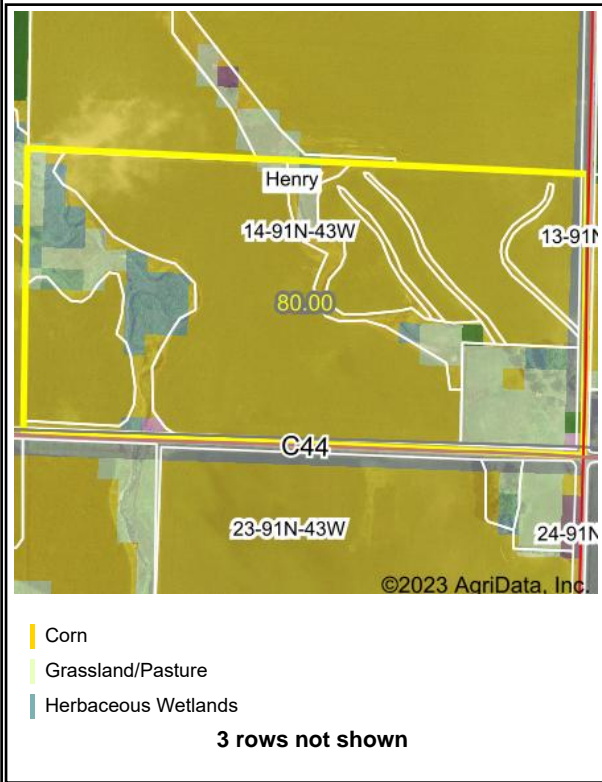 Henry
14-91N-43W
13-91N
80.00
C44
23-91N-43W
24-91N
©2023 AgriData, Inc.
Corn
Grassland/Pasture
Herbaceous Wetlands
3 rows not shown